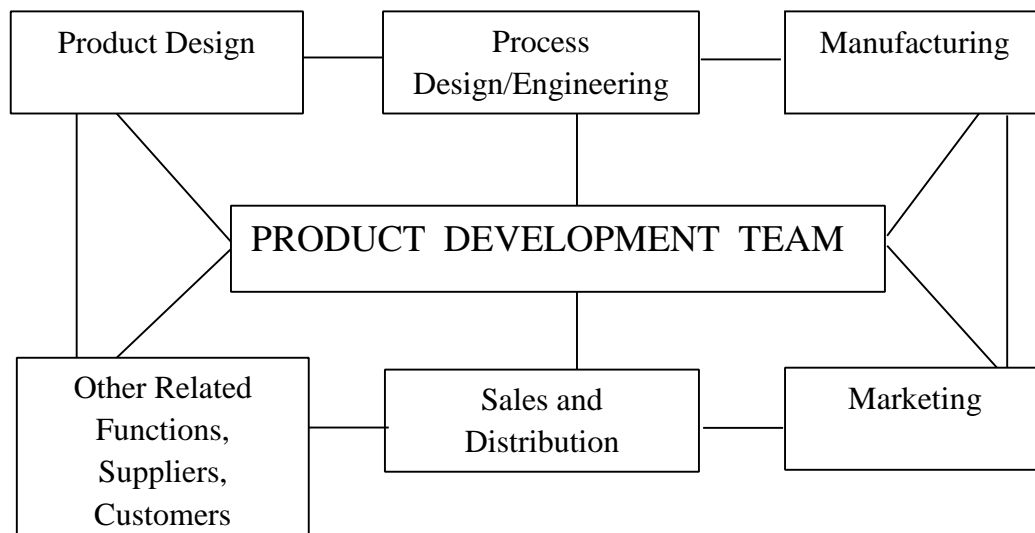 Product Design
Process
Design/Engineering
Manufacturing
PRODUCT DEVELOPMENT TEAM
Other Related
Functions,
Suppliers,
Customers
Sales and
Distribution
Marketing